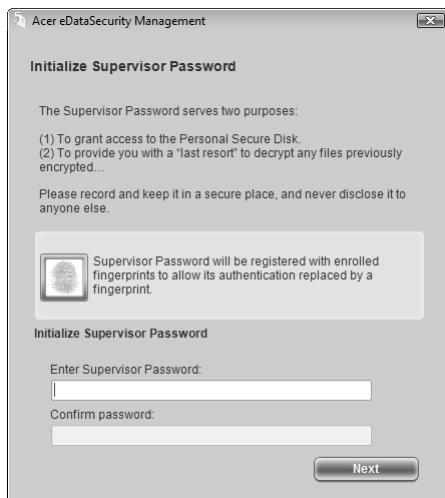 Acer eDataSecurity Management
Initialize Supervisor Password
The Supervisor Password serves two purposes:
(1) To grant access to the Personal Secure Disk.
(2) To provide you with a "last resort" to decrypt any files previously
encrypted...
Please record and keep it in a secure place, and never disclose it to
anyone else.
Supervisor Password will be registered with enrolled
fingerprints to allow its authentication replaced by a
fingerprint.
Initialize Supervisor Password
Enter Supervisor Password:
Confirm password:
Next